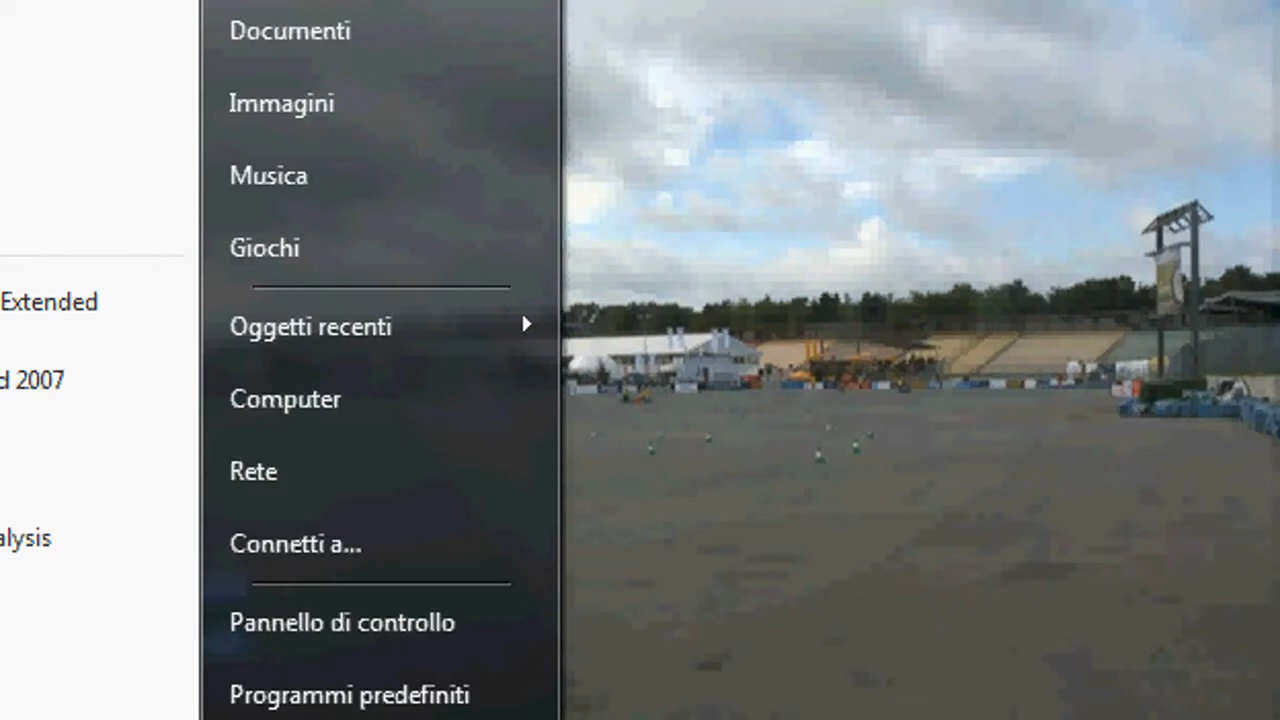 Documenti
Immagini
Musica
Giochi
Extended
Oggetti recenti
d 2007
Computer
Rete
alysis
Connetti a...
Pannello di controllo
Programmi predefiniti